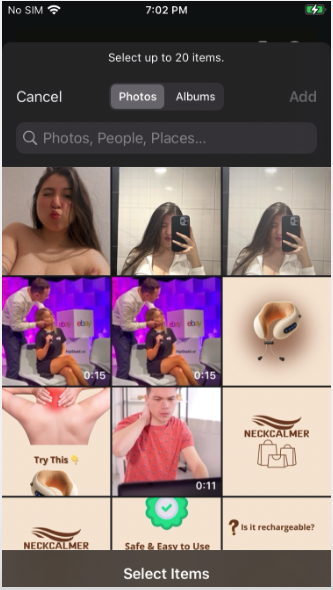 No SIM 7:02 PM
Select up to 20 items.
Cancel Photos Albums Add
Photos, People, Places...
ebay ebay
0:15 0:15
Try This 👇
0:11
NECKCALMER
NECKCALMER
Safe & Easy to Use
? Is it rechargeable?
Select Items